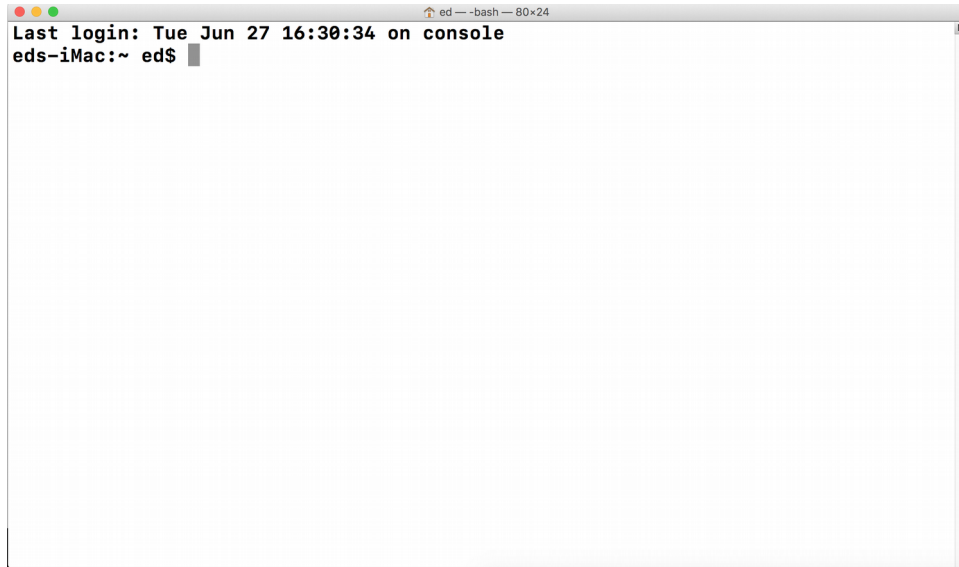 ed — -bash — 80×24
Last login: Tue Jun 27 16:30:34 on console
eds-iMac:~ ed$